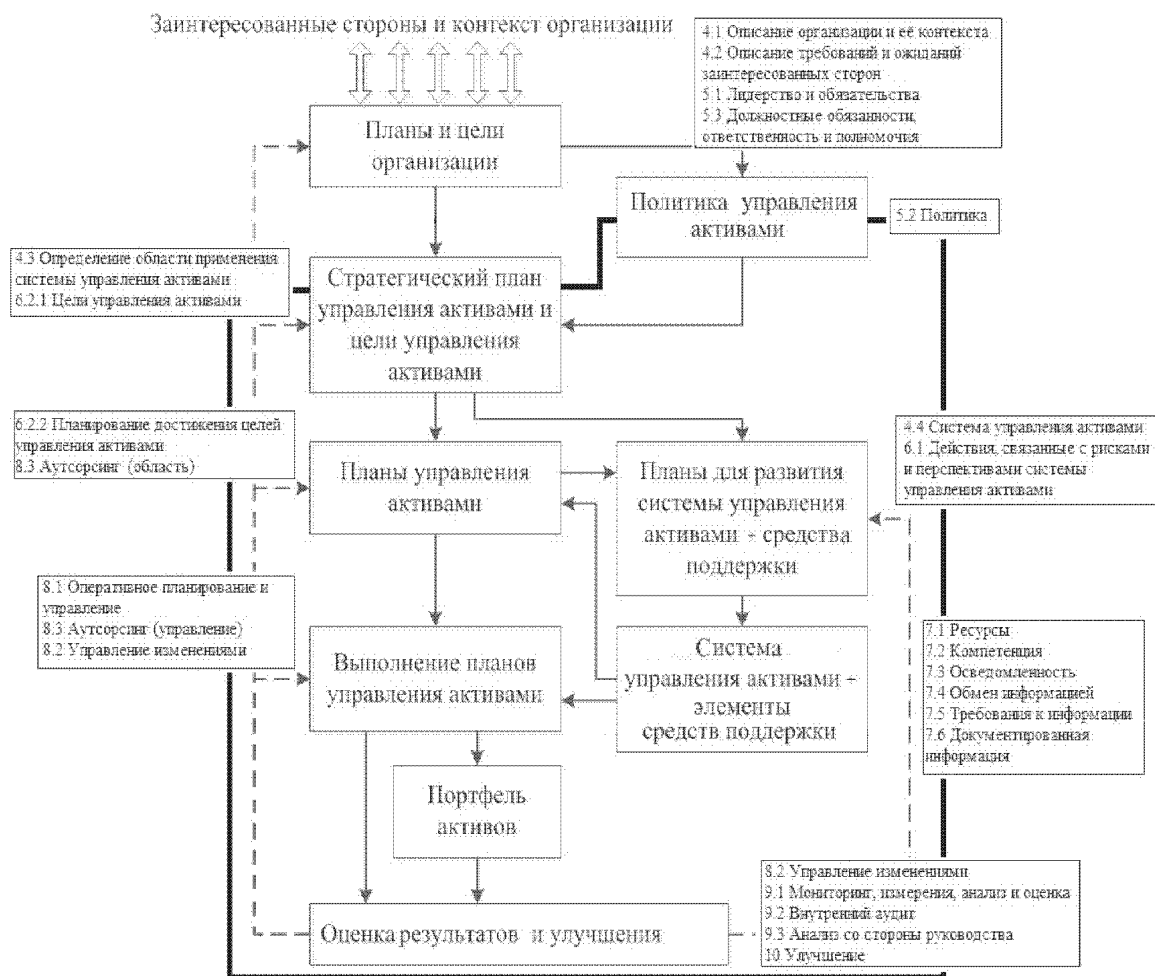 Заинтересованные стороны и контекст организации
4.1 Описание организации и её контекста
4.2 Описание требований и ожиданий
заинтересованных сторон
5.1 Лидерство и обязательства
5.3 Должностные обязанности,
ответственность и полномочия
Планы и цели
организации
Политика управления
активами
5.2 Политика
4.3 Определение области применения
системы управления активами
6.2.1 Цели управления активами
Стратегический план
управления активами и
цели управления
активами
6.2.2 Планирование достижения целей
управления активами
8.3 Аутсорсинг (область)
4.4 Система управления активами
6.1 Действия, связанные с рисками
и перспективами системы
управления активами
Планы управления
активами
Планы для развития
системы управления
активами + средства
поддержки
8.1 Оперативное планирование и
управление
8.3 Аутсорсинг (управление)
8.2 Управление изменениями
Выполнение планов
управления активами
Система
управления активами +
элементы
средств поддержки
7.1 Ресурсы
7.2 Компетенция
7.3 Осведомленность
7.4 Обмен информацией
7.5 Требования к информации
7.6 Документированная
информация
Портфель
активов
Оценка результатов и улучшения
8.2 Управление изменениями
9.1 Мониторинг, измерения, анализ и оценка
9.2 Внутренний аудит
9.3 Анализ со стороны руководства
10 Улучшение